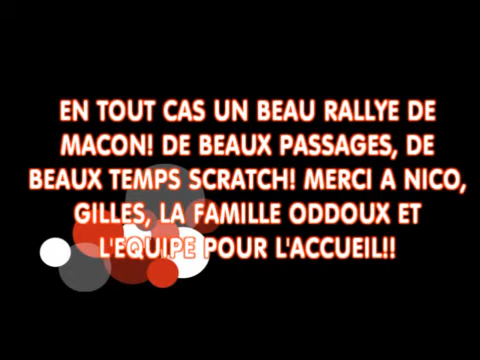 EN TOUT CAS UN BEAU RALLYE DE
MACON! DE BEAUX PASSAGES, DE
BEAUX TEMPS SCRATCH! MERCI A NICO,
GILLES, LA FAMILLE ODDOUX ET
L'EQUIPE POUR L'ACCUEIL!!